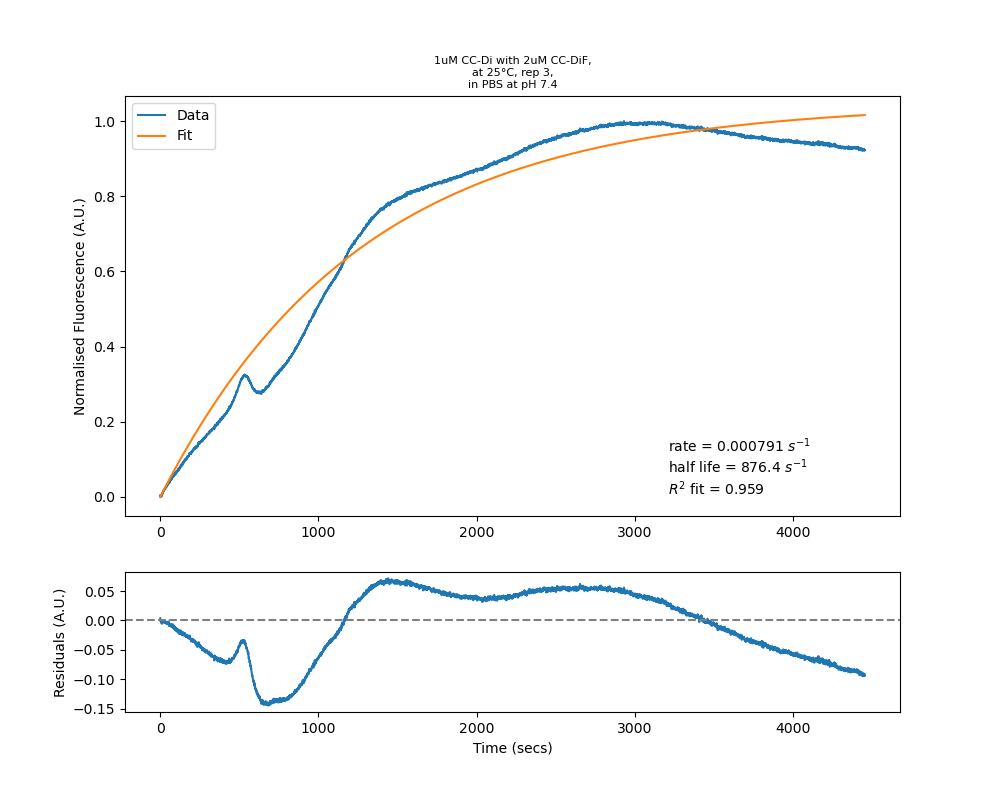 1uM CC-Di with 2uM CC-DiF,
at 25°C, rep 3,
in PBS at pH 7.4
Data
Fit
1.0
0.8
0.6
0.4
0.2
0.0
Normalised Fluorescence (A.U.)
rate = 0.000791 s⁻¹
half life = 876.4 s⁻¹
R² fit = 0.959
0 1000 2000 3000 4000
0.05
0.00
−0.05
−0.10
−0.15
Residuals (A.U.)
0 1000 2000 3000 4000
Time (secs)